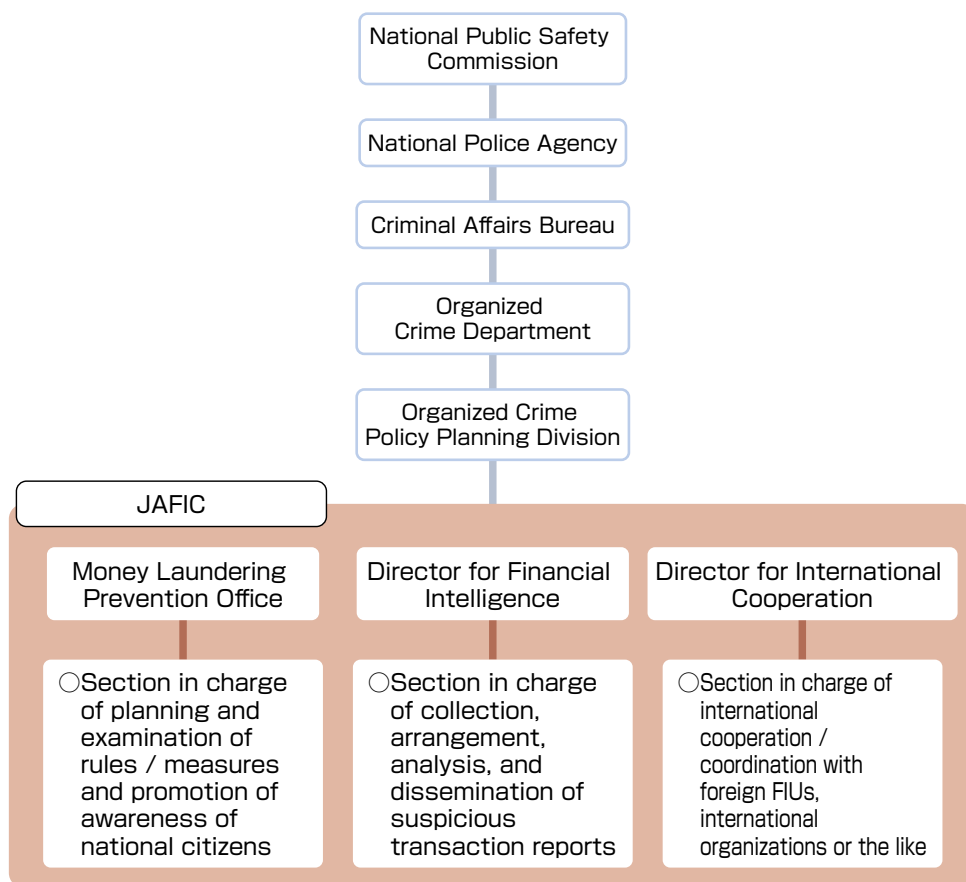 National Public Safety
Commission
National Police Agency
Criminal Affairs Bureau
Organized
Crime Department
Organized Crime
Policy Planning Division
JAFIC
Money Laundering
Prevention Office
○Section in charge
of planning and
examination of
rules / measures
and promotion of
awareness of
national citizens
Director for Financial
Intelligence
○Section in charge
of collection,
arrangement,
analysis, and
dissemination of
suspicious
transaction reports
Director for International
Cooperation
○Section in charge of
international
cooperation /
coordination with
foreign FIUs,
international
organizations or the like